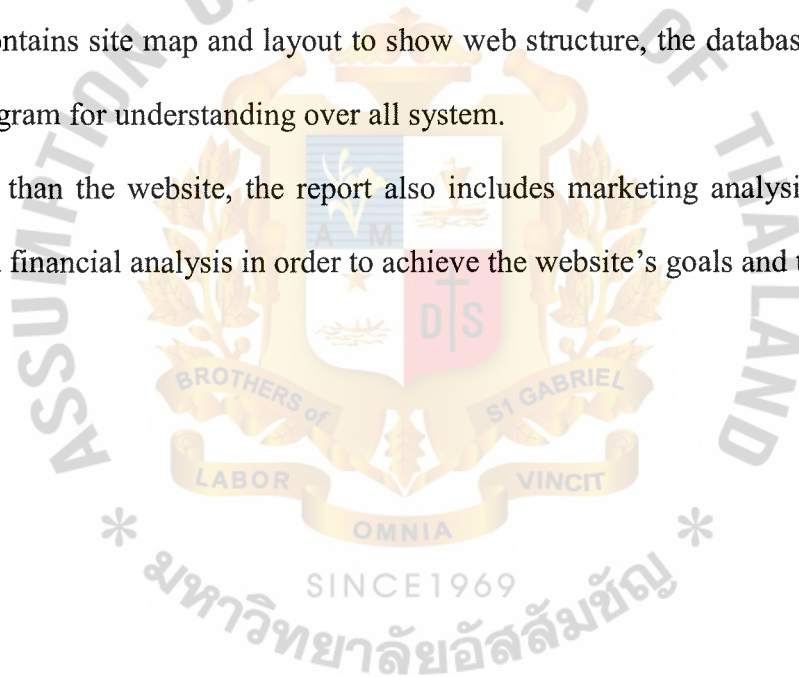 ontains site map and layout to show web structure, the databas
gram for understanding over all system.
than the website, the report also includes marketing analysi
financial analysis in order to achieve the website's goals and t
ASSUMPTION
OF THAILAND
A M
D S
BROTHERS of
ST GABRIEL
LABOR
VINCIT
OMNIA
SINCE1969
มหาวิทยาลัยอัสสัมชัญ